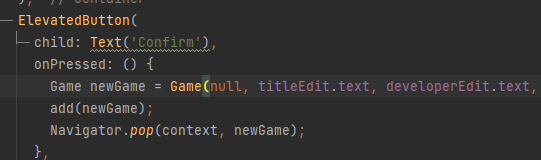 ); // Container
ElevatedButton(
child: Text('Confirm'),
onPressed: () {
Game newGame = Game(null, titleEdit.text, developerEdit.text,
add(newGame);
Navigator.pop(context, newGame);
},